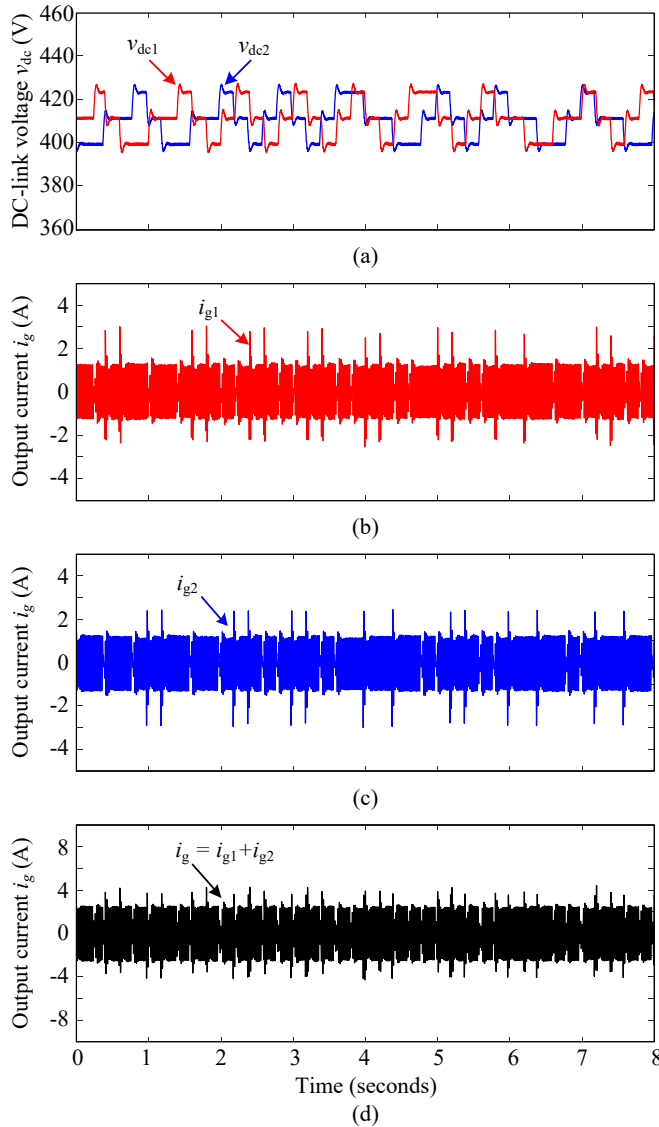 DC-link voltage vdc (V)
460
440
420
400
360
vdc1
vdc2
(a)
Output current ig (A)
4
2
0
-2
-4
ig1
(b)
Output current ig (A)
4
2
0
-2
-4
ig2
(c)
Output current ig (A)
8
4
0
-4
-8
ig = ig1+ig2
0 1 2 3 4 5 6 7 8
Time (seconds)
(d)